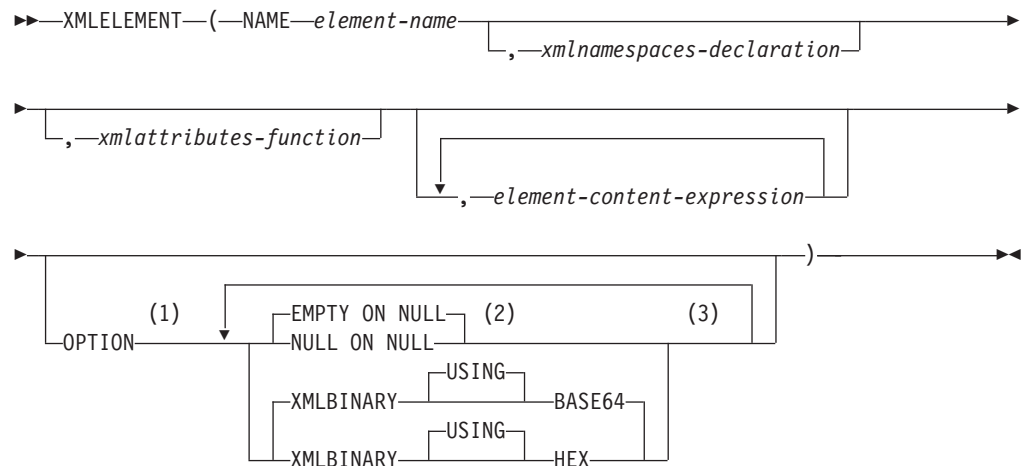 XMLELEMENT ( NAME element-name
, xmlnamespaces-declaration
, xmlattributes-function
, element-content-expression
)
(1) EMPTY ON NULL (2) (3)
OPTION NULL ON NULL
USING
XMLBINARY BASE64
USING
XMLBINARY HEX